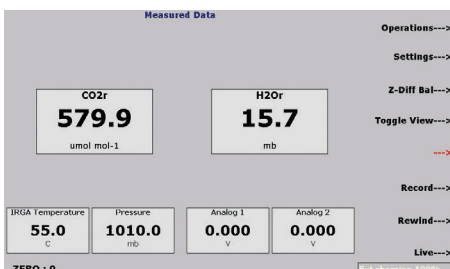 Measured Data
Operations--->
Settings--->
Z-Diff Bal--->
Toggle View--->
--->
CO2r
579.9
umol mol-1
H2Or
15.7
mb
Record--->
Rewind--->
Live--->
IRGA Temperature
55.0
C
Pressure
1010.0
mb
Analog 1
0.000
V
Analog 2
0.000
V
ZERO : 0